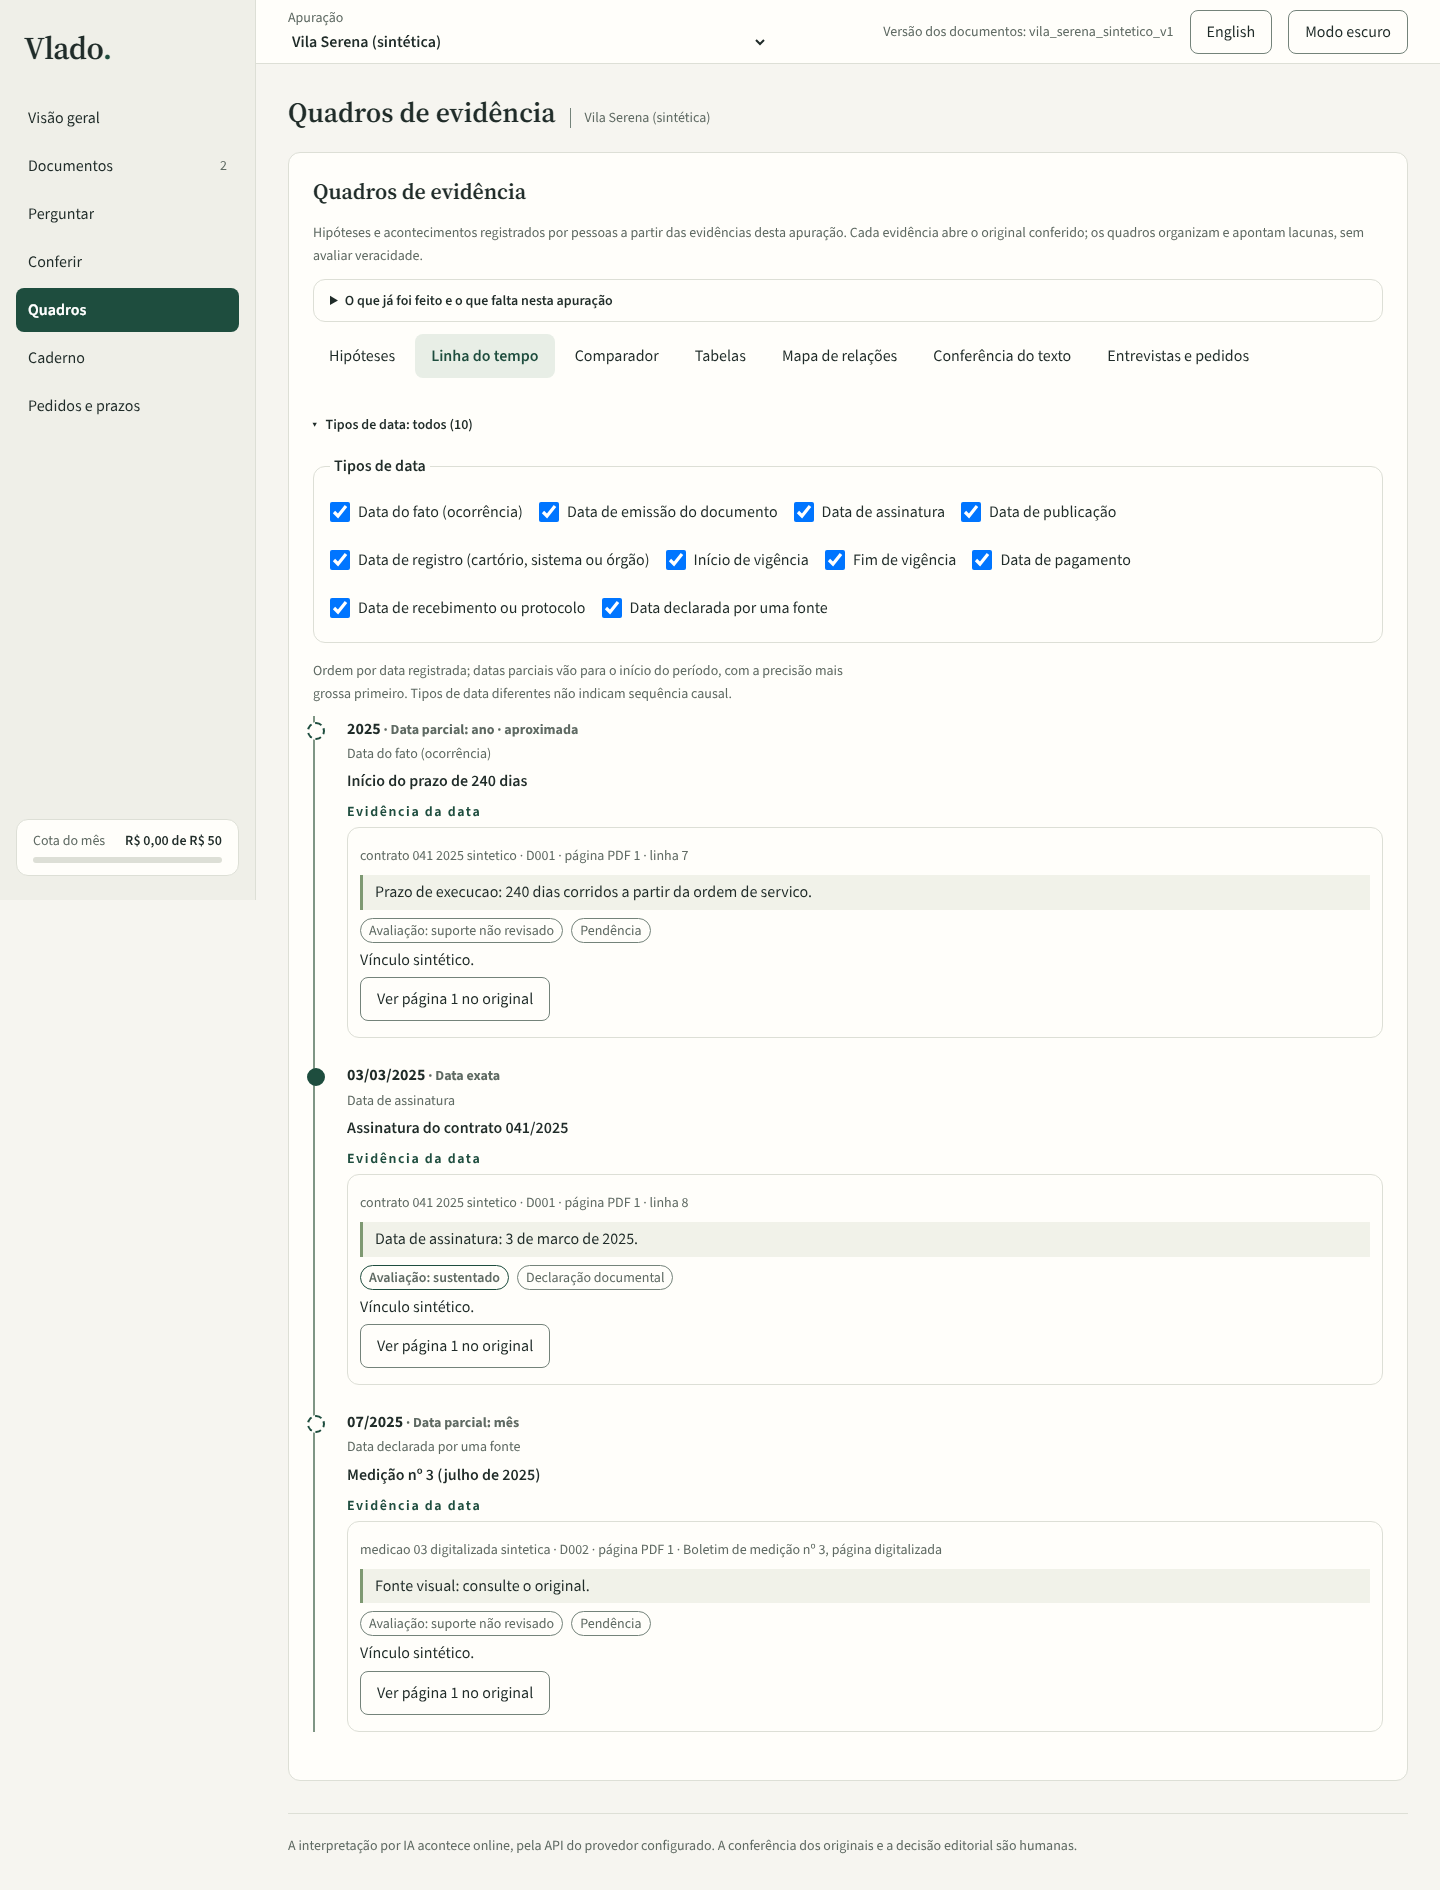 Vlado.
Visão geral
Documentos 2
Perguntar
Conferir
Quadros
Caderno
Pedidos e prazos
Cota do mês R$ 0,00 de R$ 50
Apuração
Vila Serena (sintética)
Versão dos documentos: vila_serena_sintetico_v1
English
Modo escuro
Quadros de evidência
Vila Serena (sintética)
Quadros de evidência
Hipóteses e acontecimentos registrados por pessoas a partir das evidências desta apuração. Cada evidência abre o original conferido; os quadros organizam e apontam lacunas, sem
avaliar veracidade.
O que já foi feito e o que falta nesta apuração
Hipóteses Linha do tempo Comparador Tabelas Mapa de relações Conferência do texto Entrevistas e pedidos
Tipos de data: todos (10)
Tipos de data
Data do fato (ocorrência) Data de emissão do documento Data de assinatura Data de publicação
Data de registro (cartório, sistema ou órgão) Início de vigência Fim de vigência Data de pagamento
Data de recebimento ou protocolo Data declarada por uma fonte
Ordem por data registrada; datas parciais vão para o início do período, com a precisão mais
grossa primeiro. Tipos de data diferentes não indicam sequência causal.
2025 · Data parcial: ano · aproximada
Data do fato (ocorrência)
Início do prazo de 240 dias
Evidência da data
contrato 041 2025 sintetico · D001 · página PDF 1 · linha 7
Prazo de execucao: 240 dias corridos a partir da ordem de servico.
Avaliação: suporte não revisado Pendência
Vínculo sintético.
Ver página 1 no original
03/03/2025 · Data exata
Data de assinatura
Assinatura do contrato 041/2025
Evidência da data
contrato 041 2025 sintetico · D001 · página PDF 1 · linha 8
Data de assinatura: 3 de marco de 2025.
Avaliação: sustentado Declaração documental
Vínculo sintético.
Ver página 1 no original
07/2025 · Data parcial: mês
Data declarada por uma fonte
Medição nº 3 (julho de 2025)
Evidência da data
medicao 03 digitalizada sintetica · D002 · página PDF 1 · Boletim de medição nº 3, página digitalizada
Fonte visual: consulte o original.
Avaliação: suporte não revisado Pendência
Vínculo sintético.
Ver página 1 no original
A interpretação por IA acontece online, pela API do provedor configurado. A conferência dos originais e a decisão editorial são humanas.